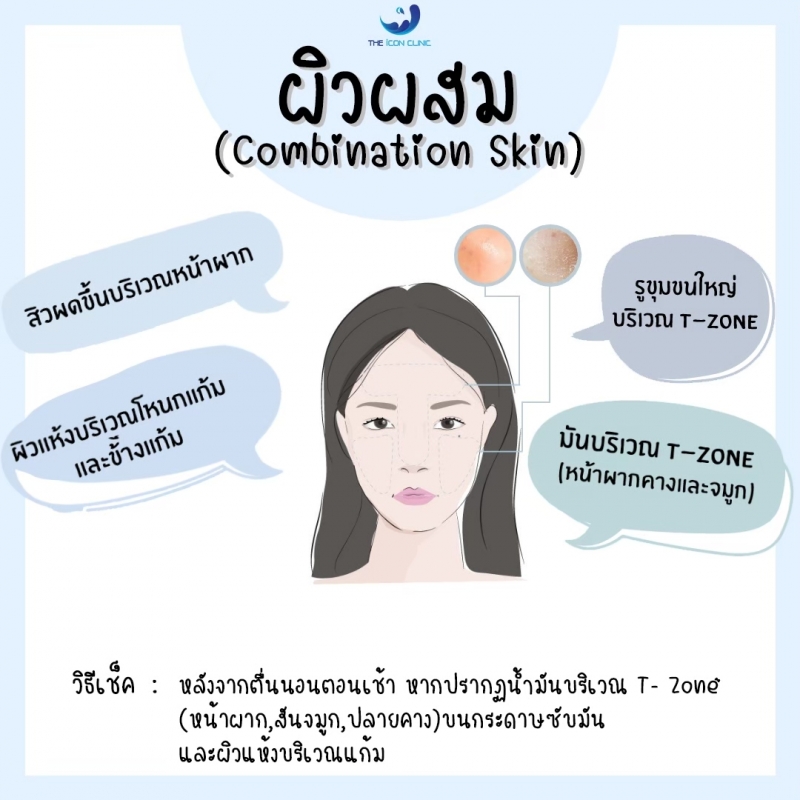 THE iCON CLINIC
ผิวผสม
(Combination Skin)
สิวผดขึ้นบริเวณหน้าผาก
ผิวแห้งบริเวณโหนกแก้ม
และข้างแก้ม
รูขุมขนใหญ่
บริเวณ T-ZONE
มันบริเวณ T-ZONE
(หน้าผากคางและจมูก)
วิธีเช็ค : หลังจากตื่นนอนตอนเช้า หากปรากฏน้ำมันบริเวณ T- Zone
(หน้าผาก,สันจมูก,ปลายคาง)บนกระดาษซับมัน
และผิวแห้งบริเวณแก้ม